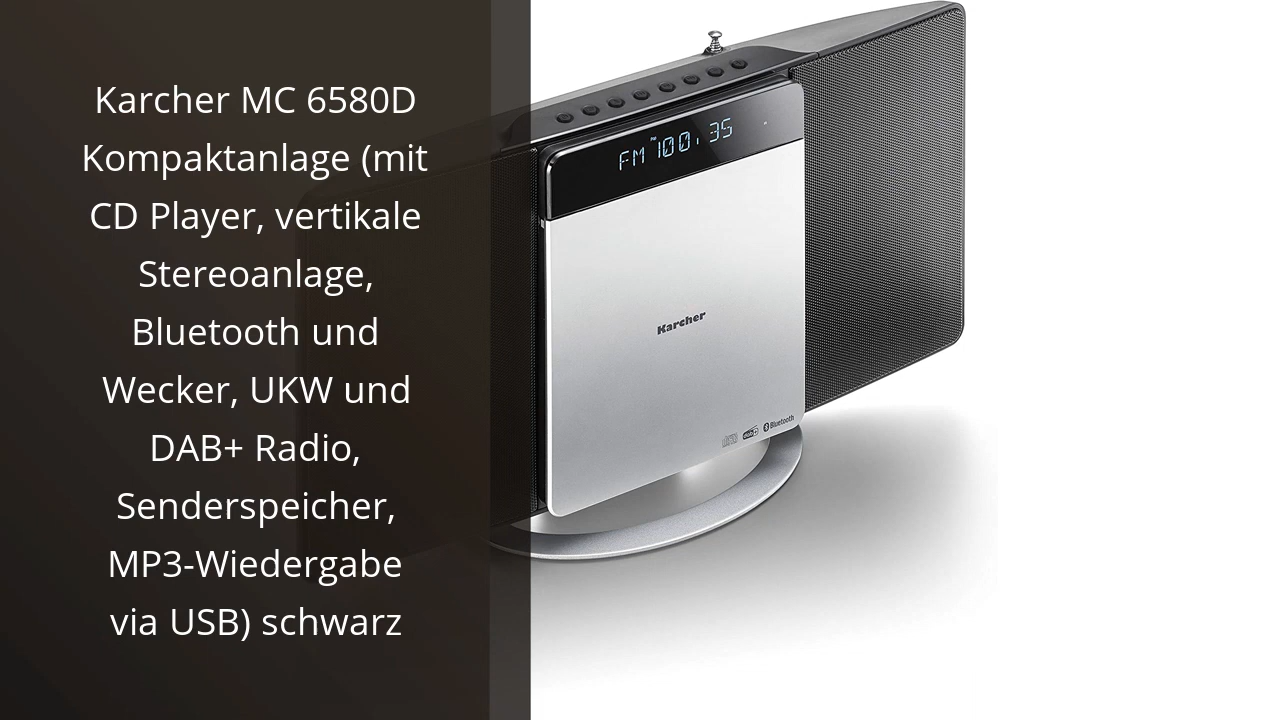 Karcher MC 6580D
Kompaktanlage (mit
CD Player, vertikale
Stereoanlage,
Bluetooth und
Wecker, UKW und
DAB+ Radio,
Senderspeicher,
MP3-Wiedergabe
via USB) schwarz
FM 100.35
Karcher
Bluetooth